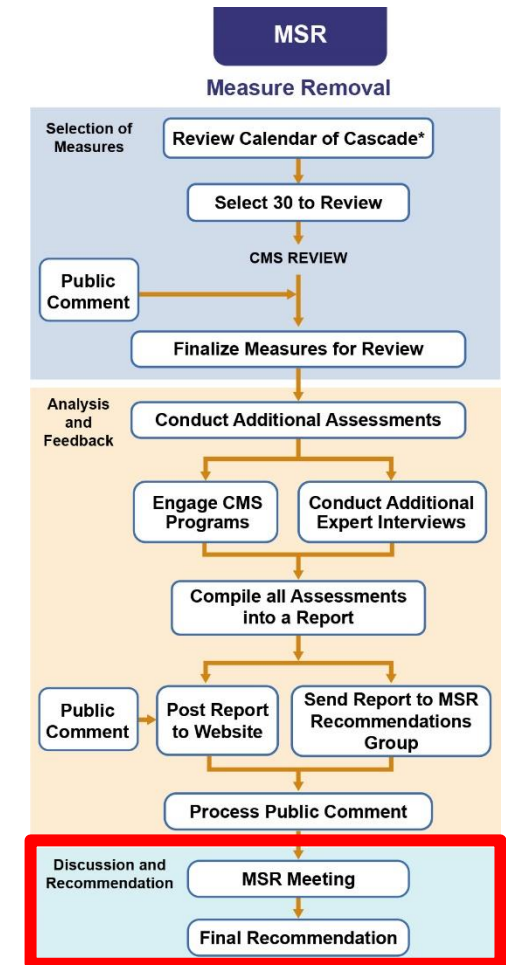 MSR
Measure Removal
Selection of
Measures
Review Calendar of Cascade*
Select 30 to Review
CMS REVIEW
Public
Comment
Finalize Measures for Review
Analysis
and
Feedback
Conduct Additional Assessments
Engage CMS
Programs
Conduct Additional
Expert Interviews
Compile all Assessments
into a Report
Public
Comment
Post Report
to Website
Send Report to MSR
Recommendations
Group
Process Public Comment
Discussion and
Recommendation
MSR Meeting
Final Recommendation